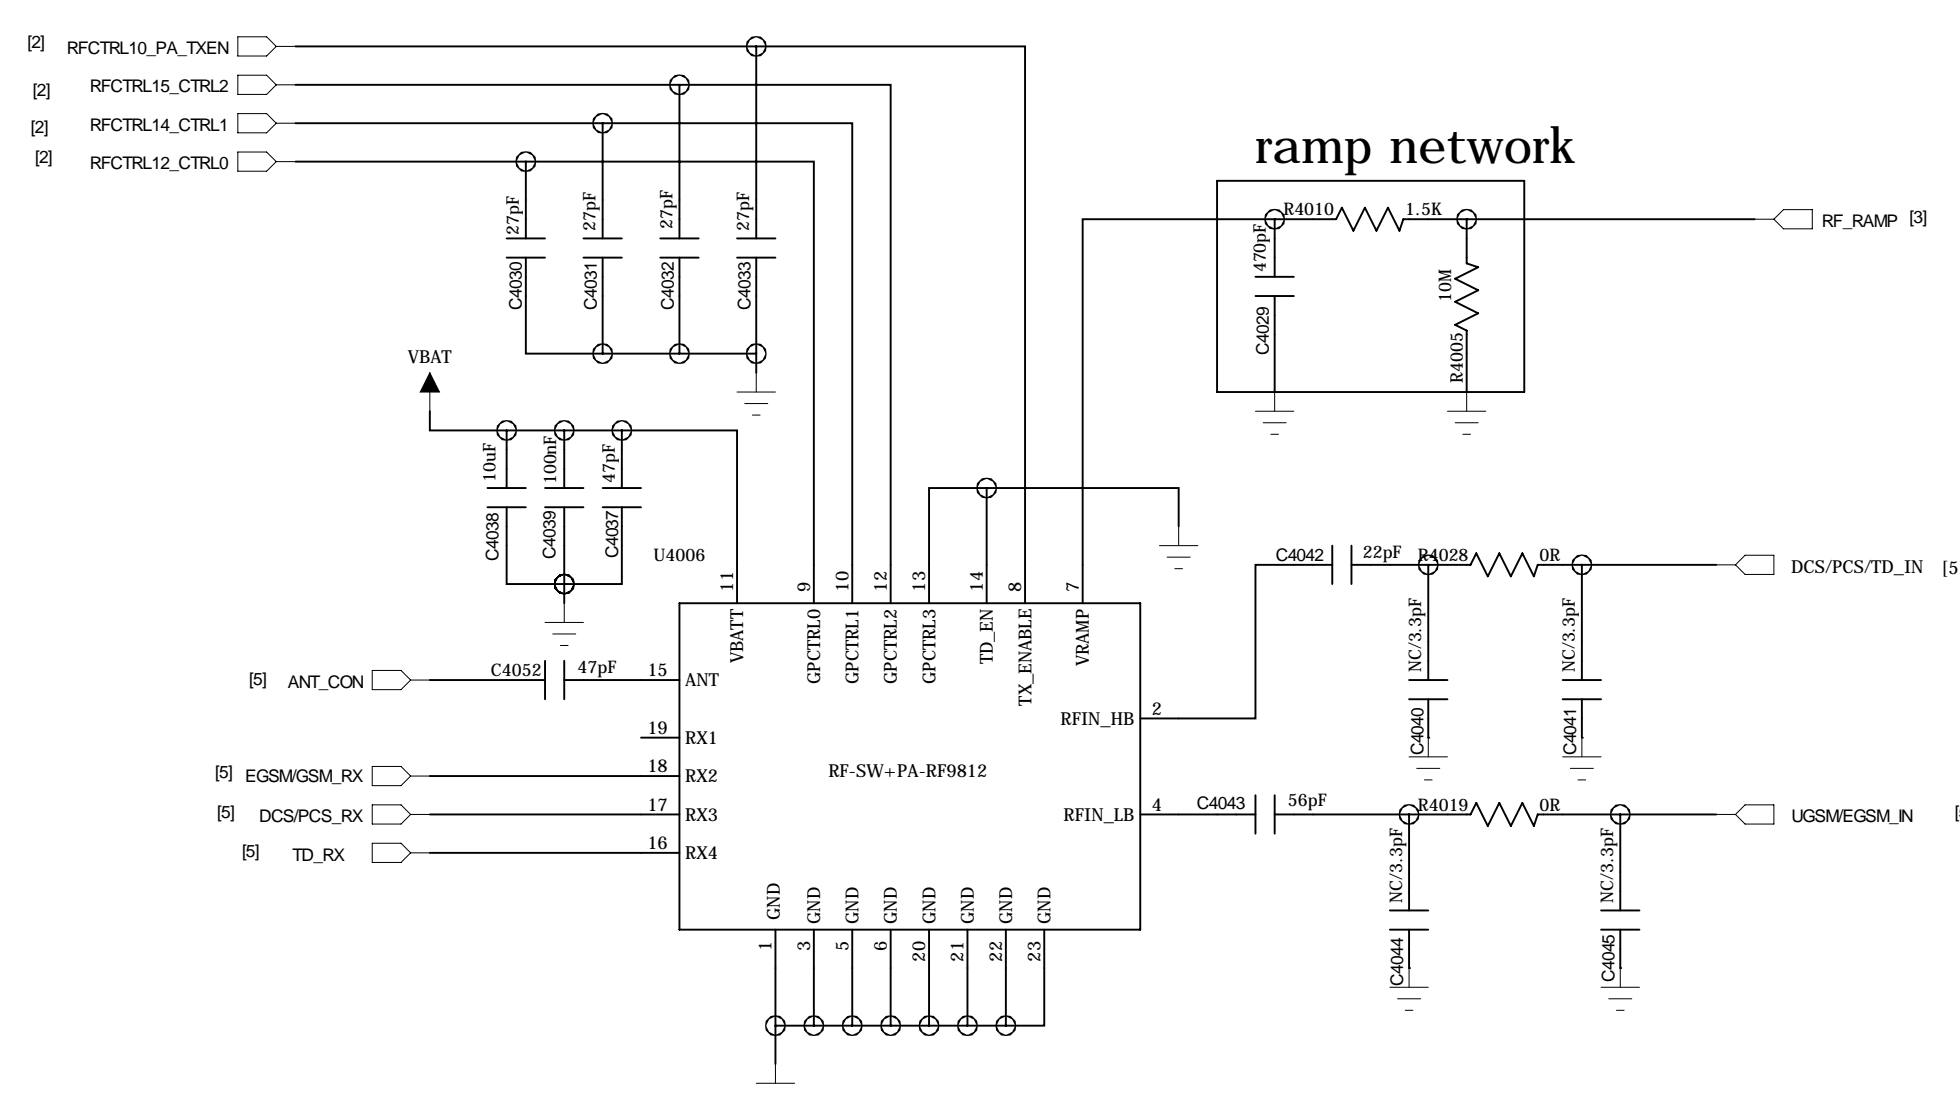 [2] RFCTRL10_PA_TXEN
[2] RFCTRL15_CTRL2
[2] RFCTRL14_CTRL1
[2] RFCTRL12_CTRL0
27pF C4030
27pF C4031
27pF C4032
27pF C4033
ramp network
R4010 1.5K
470pF C4029
10M R4005
RF_RAMP [3]
VBAT
10uF C4038
100nF C4039
47pF C4037
U4006
11 VBATT
9 GPCTRL0
10 GPCTRL1
12 GPCTRL2
13 GPCTRL3
14 TD_EN
8 TX_ENABLE
7 VRAMP
C4042 22pF R4028 0R DCS/PCS/TD_IN [5
NC/3.3pF C4040
NC/3.3pF C4041
[5] ANT_CON C4052 47pF 15 ANT
19 RX1
[5] EGSM/GSM_RX 18 RX2
[5] DCS/PCS_RX 17 RX3
[5] TD_RX 16 RX4
RFIN_HB 2
RF-SW+PA-RF9812
RFIN_LB 4 C4043 56pF R4019 0R UGSM/EGSM_IN
NC/3.3pF C4044
NC/3.3pF C4045
GND 1
GND 3
GND 5
GND 6
GND 20
GND 21
GND 22
GND 23